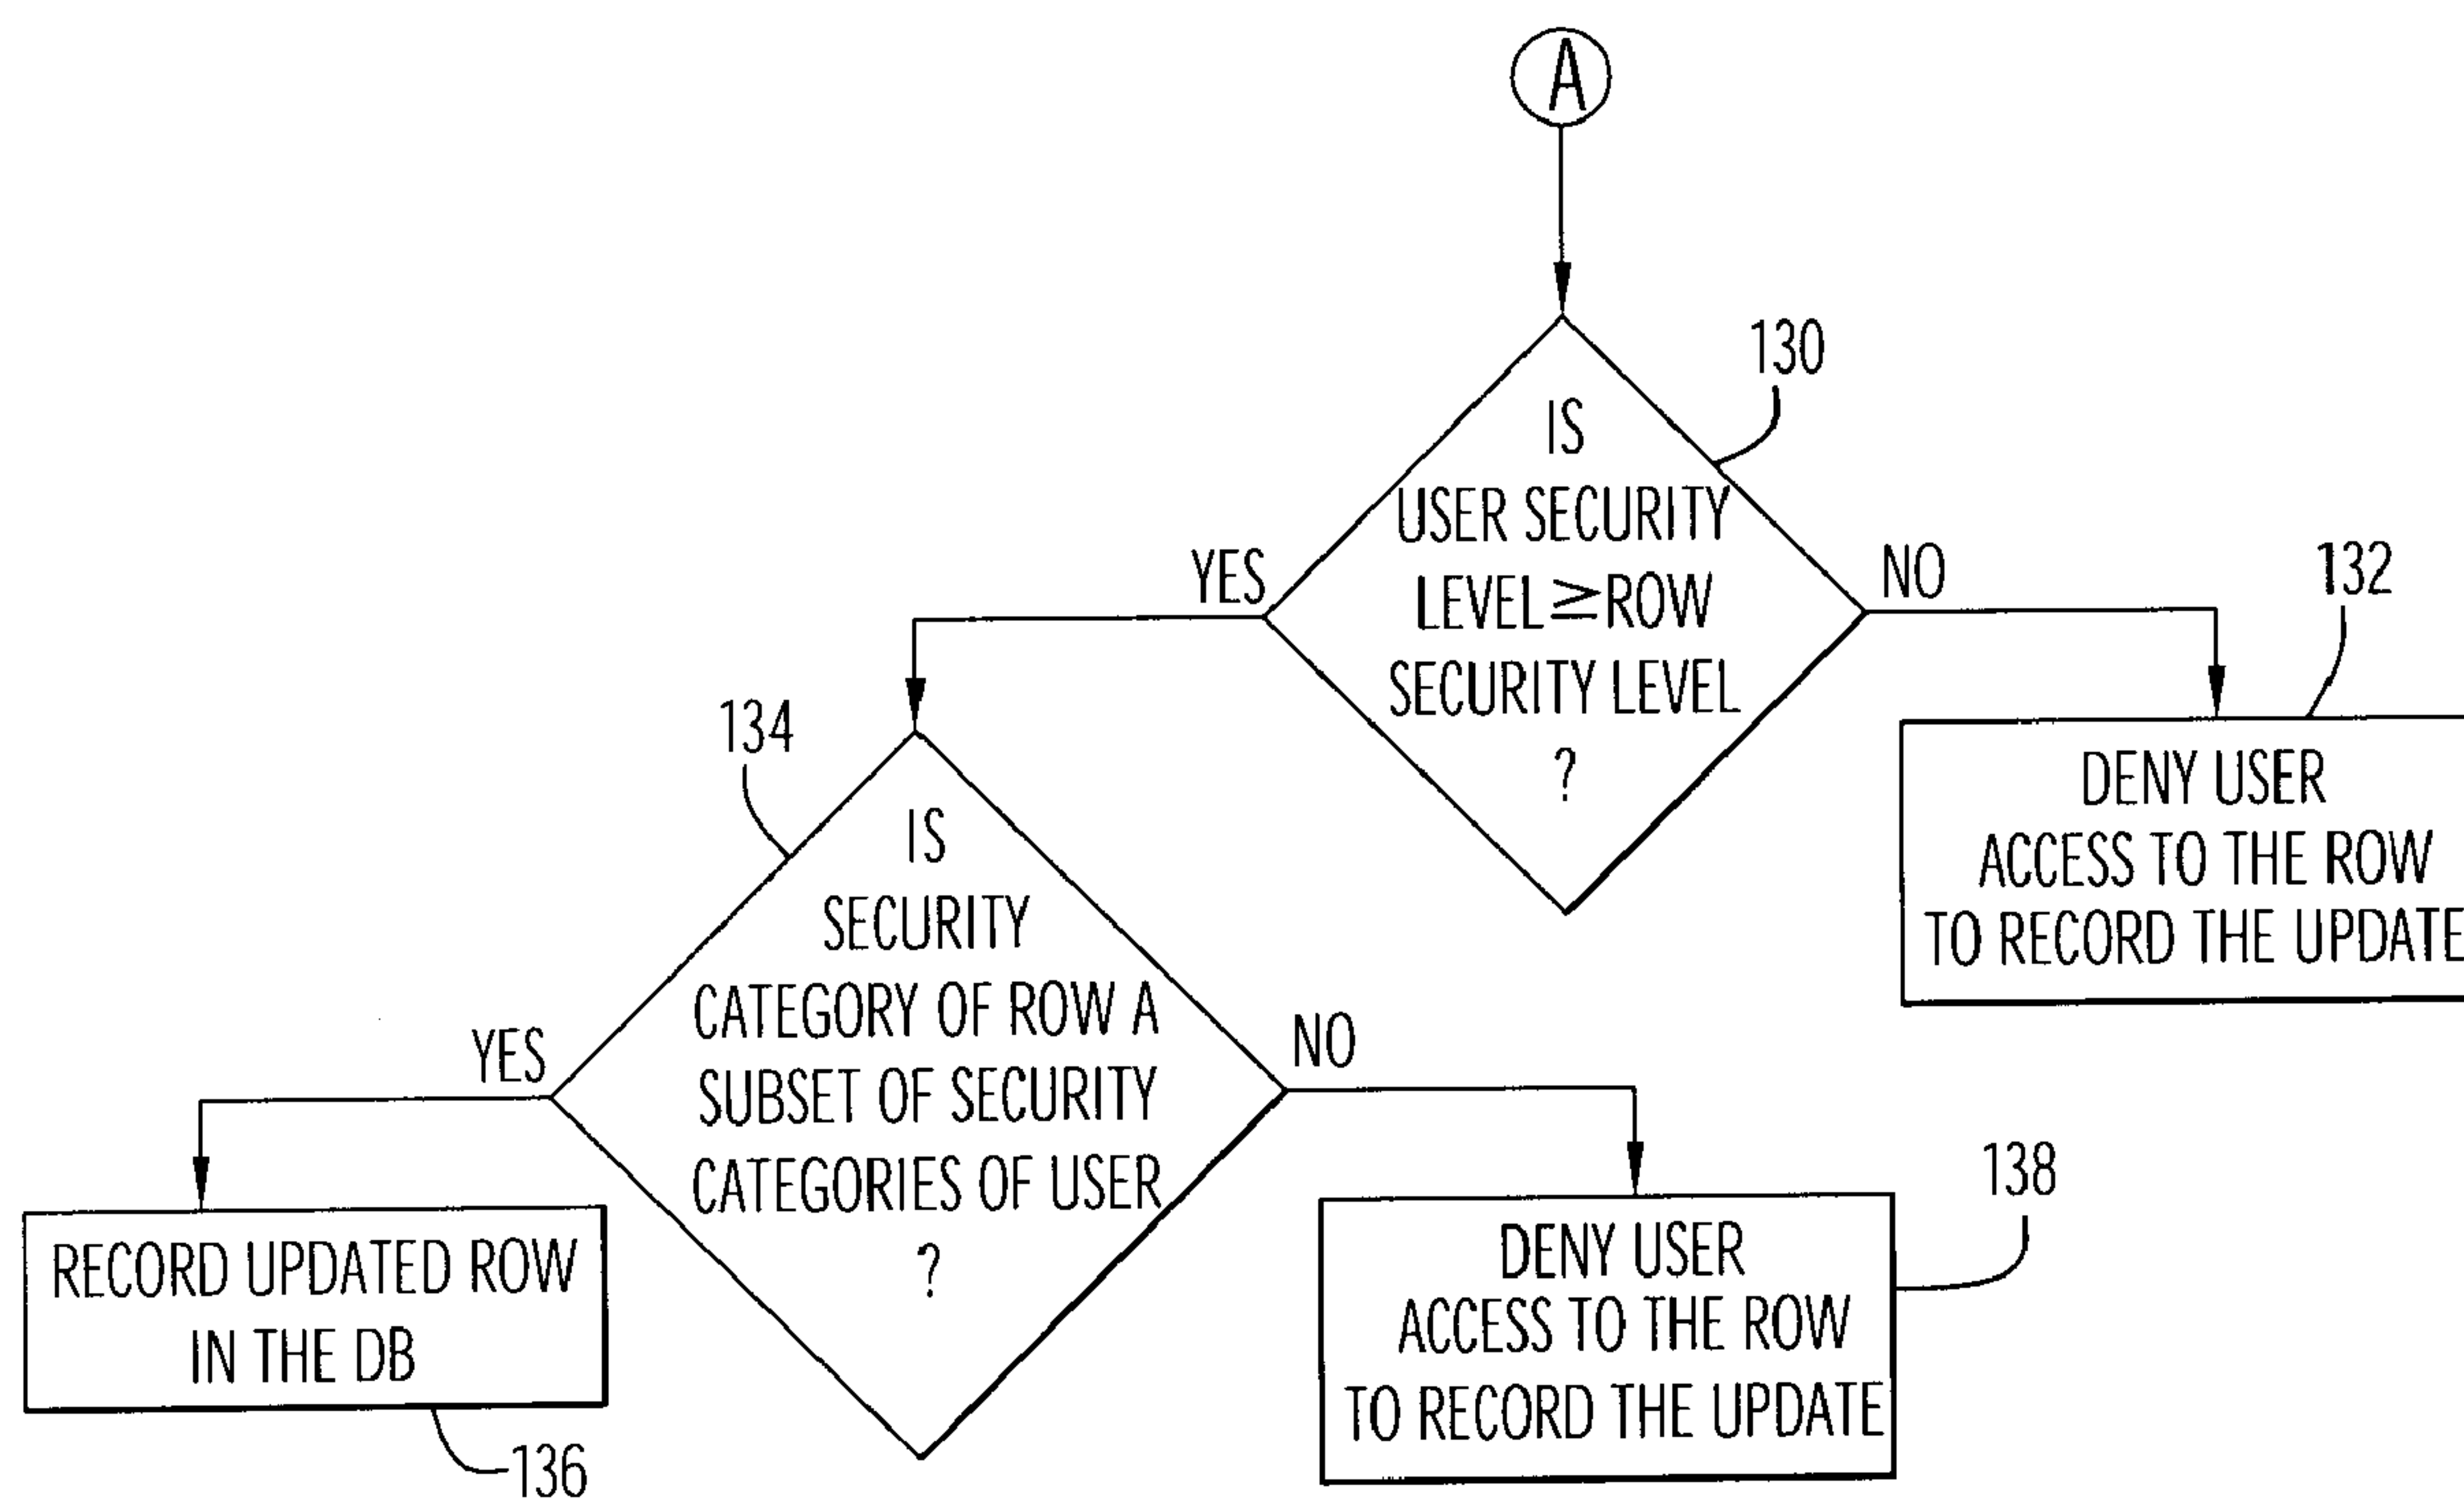 A
130
IS
USER SECURITY
LEVEL≥ROW
SECURITY LEVEL
?
YES
NO
132
DENY USER
ACCESS TO THE ROW
TO RECORD THE UPDATE
134
IS
SECURITY
CATEGORY OF ROW A
SUBSET OF SECURITY
CATEGORIES OF USER
?
YES
NO
RECORD UPDATED ROW
IN THE DB
136
138
DENY USER
ACCESS TO THE ROW
TO RECORD THE UPDATE